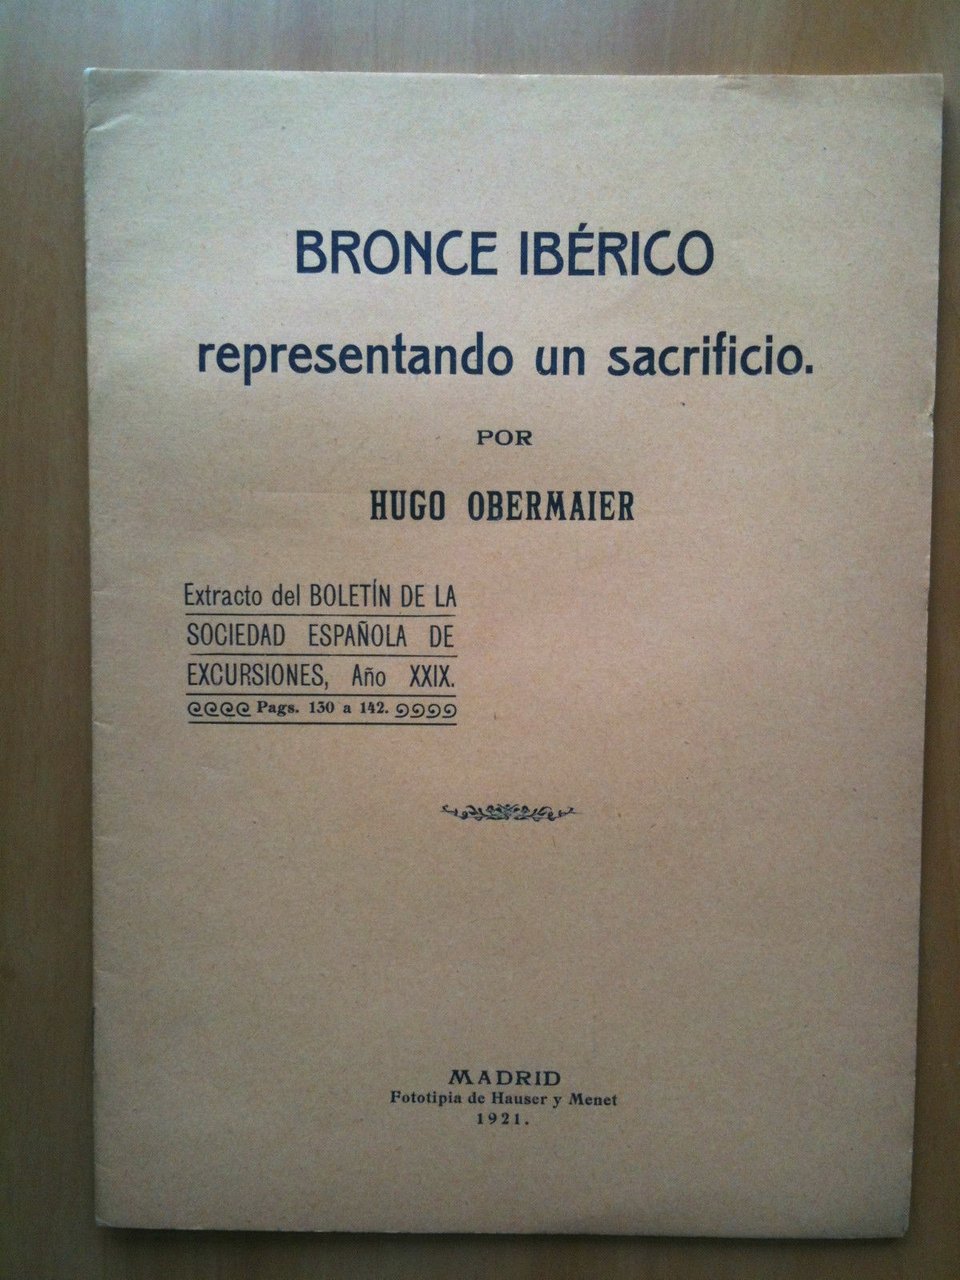 BRONCE IBÉRICO
representando un sacrificio.
POR
HUGO OBERMAIER
Extracto del BOLETÍN DE LA
SOCIEDAD ESPAÑOLA DE
EXCURSIONES, Año XXIX.
Pags. 130 a 142.
MADRID
Fototipia de Hauser y Menet
1921.